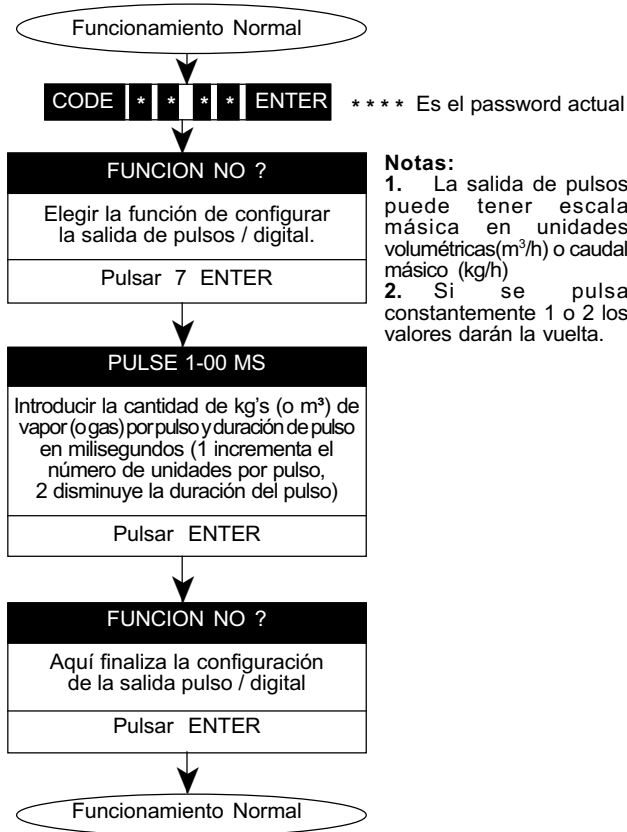 Funcionamiento Normal
CODE * * * * ENTER
* * * * Es el password actual
FUNCION NO ?
Elegir la función de configurar
la salida de pulsos / digital.
Pulsar 7 ENTER
Notas:
1. La salida de pulsos
puede tener escala
másica en unidades
volumétricas(m³/h) o caudal
másico (kg/h)
2. Si se pulsa
constantemente 1 o 2 los
valores darán la vuelta.
PULSE 1-00 MS
Introducir la cantidad de kg's (o m³) de
vapor (o gas) por pulso y duración de pulso
en milisegundos (1 incrementa el
número de unidades por pulso,
2 disminuye la duración del pulso)
Pulsar ENTER
FUNCION NO ?
Aquí finaliza la configuración
de la salida pulso / digital
Pulsar ENTER
Funcionamiento Normal